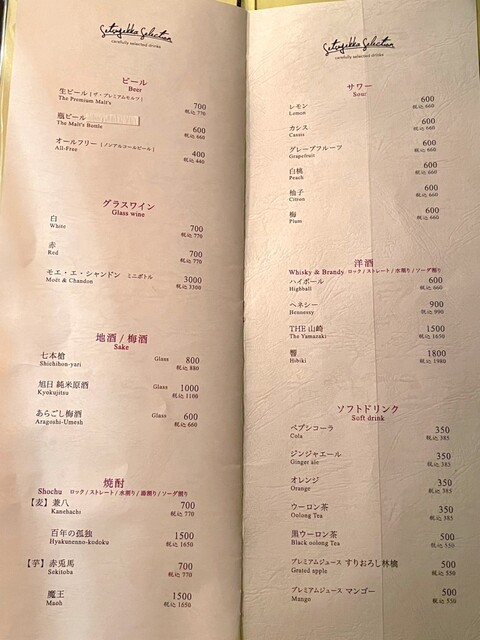 Setsugekka Selection
carefully selected drinks
ビール
Beer
生ビール [ザ・プレミアムモルツ] 700
The Premium Malt's 税込 770
瓶ビール 600
The Malt's Bottle 税込 660
オールフリー [ノンアルコールビール] 400
All-Free 税込 440
グラスワイン
Glass wine
白 700
White 税込 770
赤 700
Red 税込 770
モエ・エ・シャンドン ミニボトル 3000
Moët & Chandon 税込 3300
地酒 / 梅酒
Sake
七本槍 Glass 800
Shichihon-yari 税込 880
旭日 純米原酒 Glass 1000
Kyokujitsu 税込 1100
あらごし梅酒 Glass 600
Aragoshi-Umesh 税込 660
焼酎
Shochu ロック / ストレート / 水割り / 湯割り / ソーダ割り
【麦】兼八 700
Kanehachi 税込 770
百年の孤独 1500
Hyakunenno-kodoku 税込 1650
【芋】赤兎馬 700
Sekitoba 税込 770
魔王 1500
Maoh 税込 1650
Setsugekka Selection
carefully selected drinks
サワー
Sour
レモン 600
Lemon 税込 660
カシス 600
Cassis 税込 660
グレープフルーツ 600
Grapefruit 税込 660
白桃 600
Peach 税込 660
柚子 600
Citron 税込 660
梅 600
Plum 税込 660
洋酒
Whisky & Brandy ロック / ストレート / 水割り / ソーダ割り
ハイボール 600
Highball 税込 660
ヘネシー 900
Hennessy 税込 990
THE 山崎 1500
The Yamazaki 税込 1650
響 1800
Hibiki 税込 1980
ソフトドリンク
Soft drink
ペプシコーラ 350
Cola 税込 385
ジンジャエール 350
Ginger ale 税込 385
オレンジ 350
Orange 税込 385
ウーロン茶 350
Oolong Tea 税込 385
黒ウーロン茶 500
Black oolong Tea 税込 550
プレミアムジュース すりおろし林檎 500
Grated apple 税込 550
プレミアムジュース マンゴー 500
Mango 税込 550